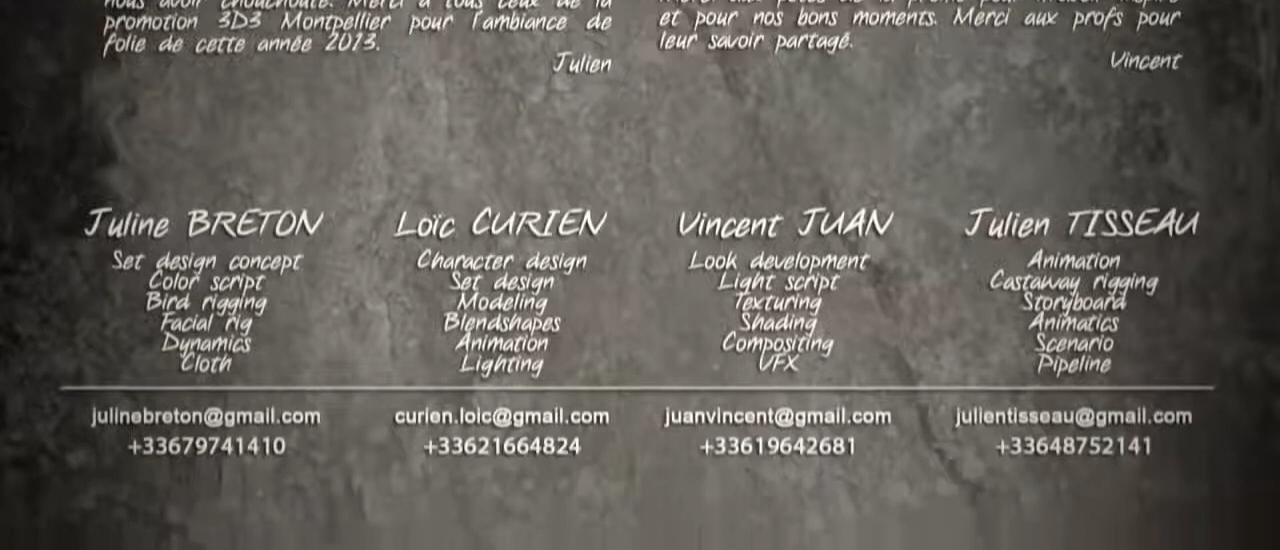 promotion 3D3 Montpellier pour l'ambiance de
folie de cette année 2013.
Julien
et pour nos bons moments. Merci aux profs pour
leur savoir partagé.
Vincent
Juline BRETON
Set design concept
Color script
Bird rigging
Facial rig
Dynamics
Cloth
julinebreton@gmail.com
+33679741410
Loïc CURIEN
Character design
Set design
Modeling
Blendshapes
Animation
Lighting
curien.loic@gmail.com
+33621664824
Vincent JUAN
Look development
Light script
Texturing
Shading
Compositing
VFX
juanvincent@gmail.com
+33619642681
Julien TISSEAU
Animation
Castaway rigging
Storyboard
Animatics
Scenario
Pipeline
julientisseau@gmail.com
+33648752141